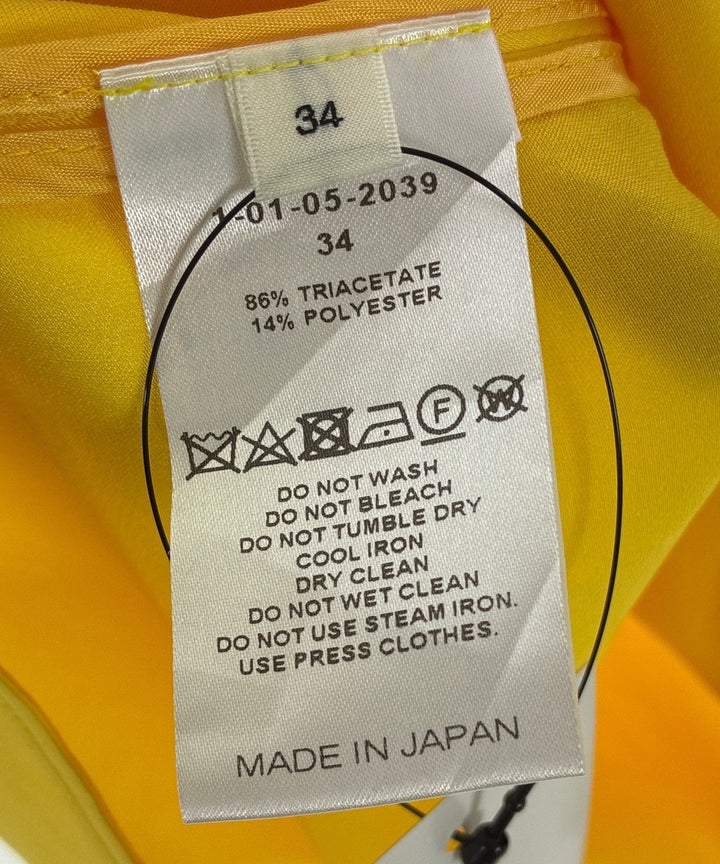 34
1-01-05-2039
34
86% TRIACETATE
14% POLYESTER
F W
DO NOT WASH
DO NOT BLEACH
DO NOT TUMBLE DRY
COOL IRON
DRY CLEAN
DO NOT WET CLEAN
DO NOT USE STEAM IRON.
USE PRESS CLOTHES.
MADE IN JAPAN